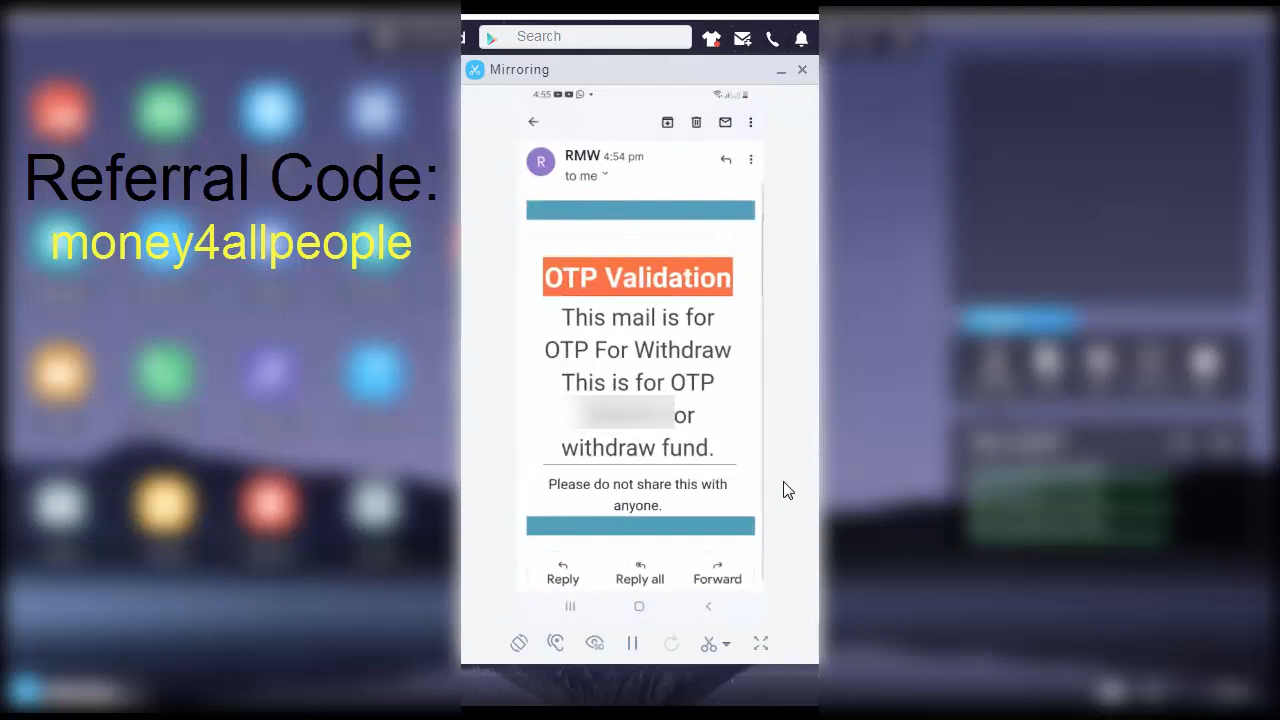 Referral Code:
money4allpeople
d
Search
Mirroring
4:55
R
RMW 4:54 pm
to me
OTP Validation
This mail is for
OTP For Withdraw
This is for OTP
or
withdraw fund.
Please do not share this with
anyone.
Reply
Reply all
Forward
SD